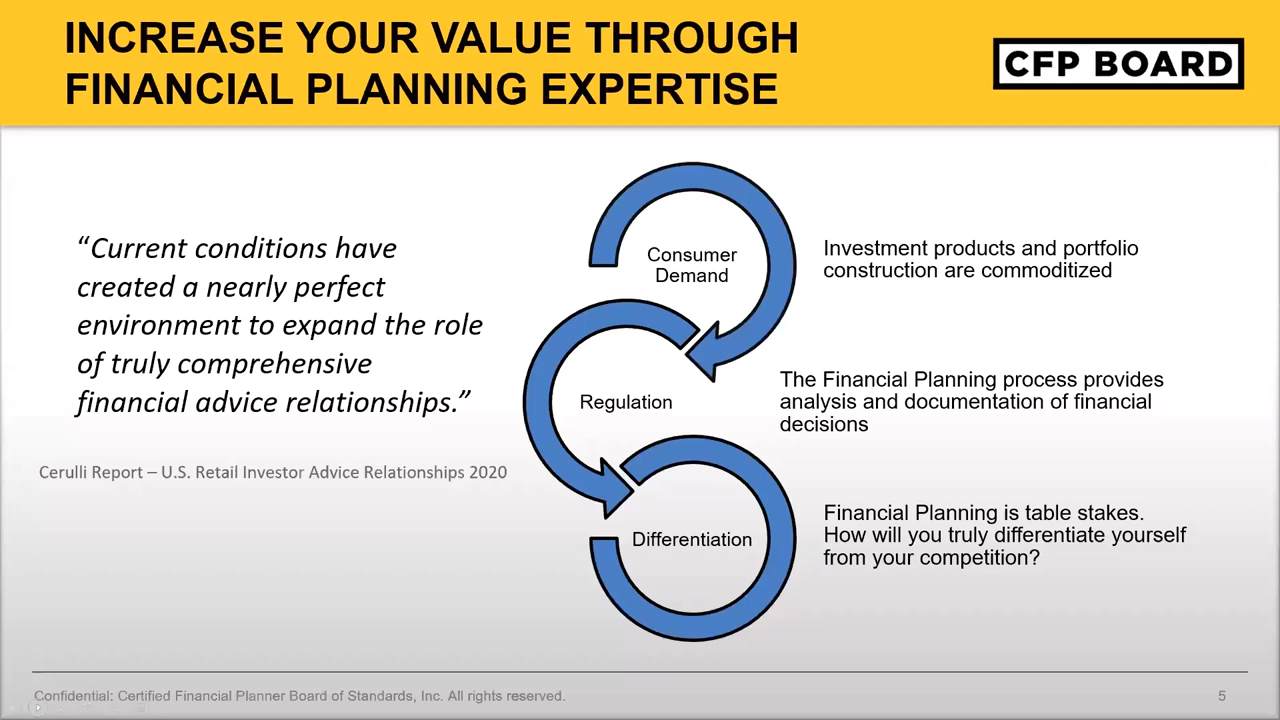 INCREASE YOUR VALUE THROUGH
FINANCIAL PLANNING EXPERTISE
CFP BOARD
“Current conditions have
created a nearly perfect
environment to expand the role
of truly comprehensive
financial advice relationships.”
Cerulli Report – U.S. Retail Investor Advice Relationships 2020
Consumer
Demand
Investment products and portfolio
construction are commoditized
Regulation
The Financial Planning process provides
analysis and documentation of financial
decisions
Differentiation
Financial Planning is table stakes.
How will you truly differentiate yourself
from your competition?
Confidential: Certified Financial Planner Board of Standards, Inc. All rights reserved.
5